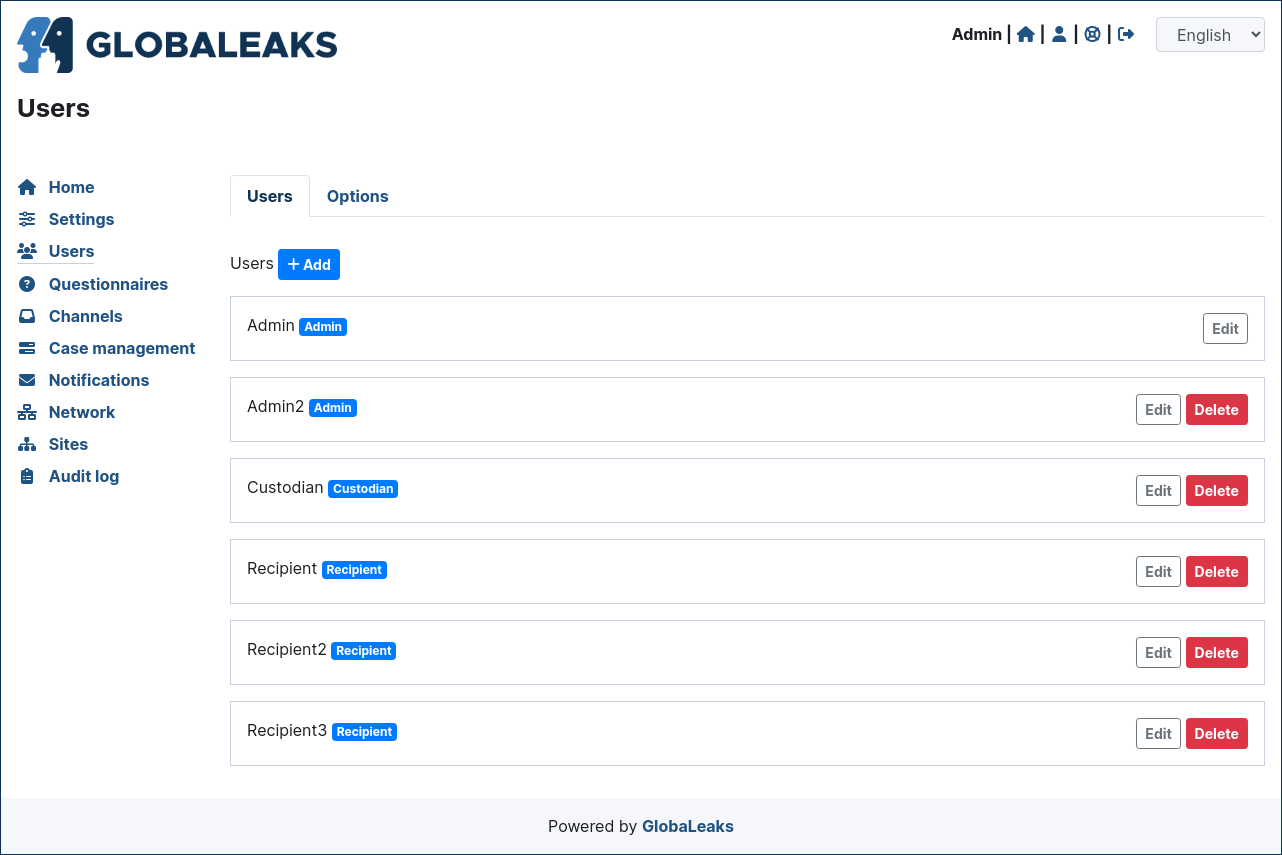 GLOBALEAKS
Admin | | | |
English
Users
Home
Settings
Users
Questionnaires
Channels
Case management
Notifications
Network
Sites
Audit log
Users Options
Users + Add
Admin Admin Edit
Admin2 Admin Edit Delete
Custodian Custodian Edit Delete
Recipient Recipient Edit Delete
Recipient2 Recipient Edit Delete
Recipient3 Recipient Edit Delete
Powered by GlobaLeaks